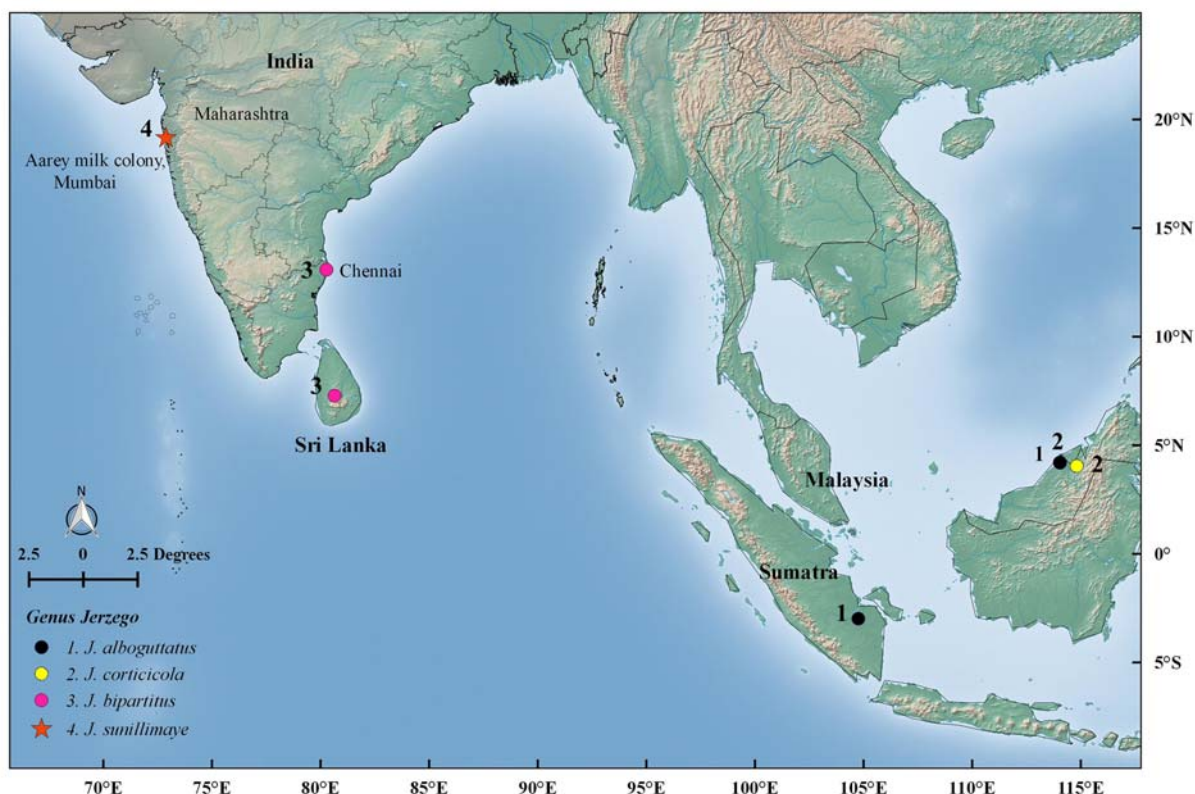 India
Maharashtra
4
Aarey milk colony,
Mumbai
3
Chennai
3
Sri Lanka
Malaysia
Sumatra
1
1
2
2
N
2.5 0 2.5 Degrees
Genus Jerzego
1. J. alboguttatus
2. J. corticicola
3. J. bipartitus
4. J. sunillimaye
20°N
15°N
10°N
5°N
0°
5°S
70°E 75°E 80°E 85°E 90°E 95°E 100°E 105°E 110°E 115°E